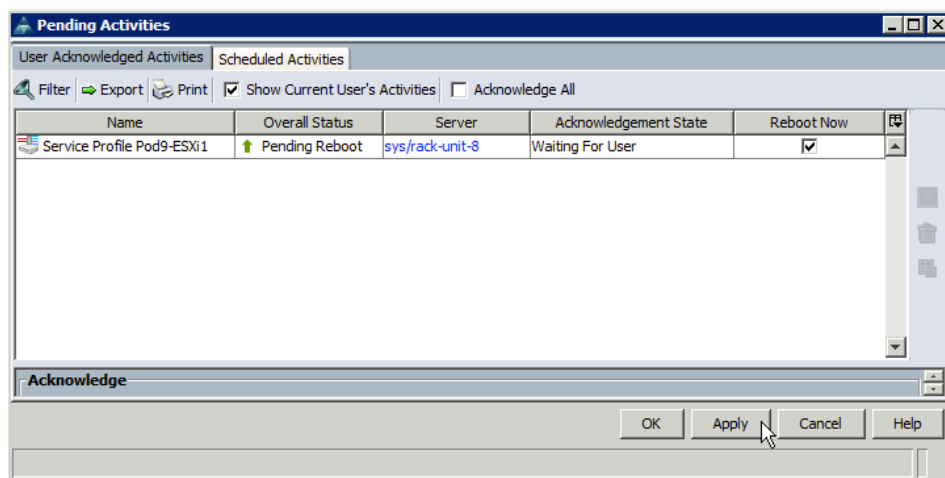 Pending Activities
User Acknowledged Activities Scheduled Activities
Filter Export Print Show Current User's Activities Acknowledge All
Name Overall Status Server Acknowledgement State Reboot Now
Service Profile Pod9-ESXi1 Pending Reboot sys/rack-unit-8 Waiting For User
Acknowledge
OK Apply Cancel Help